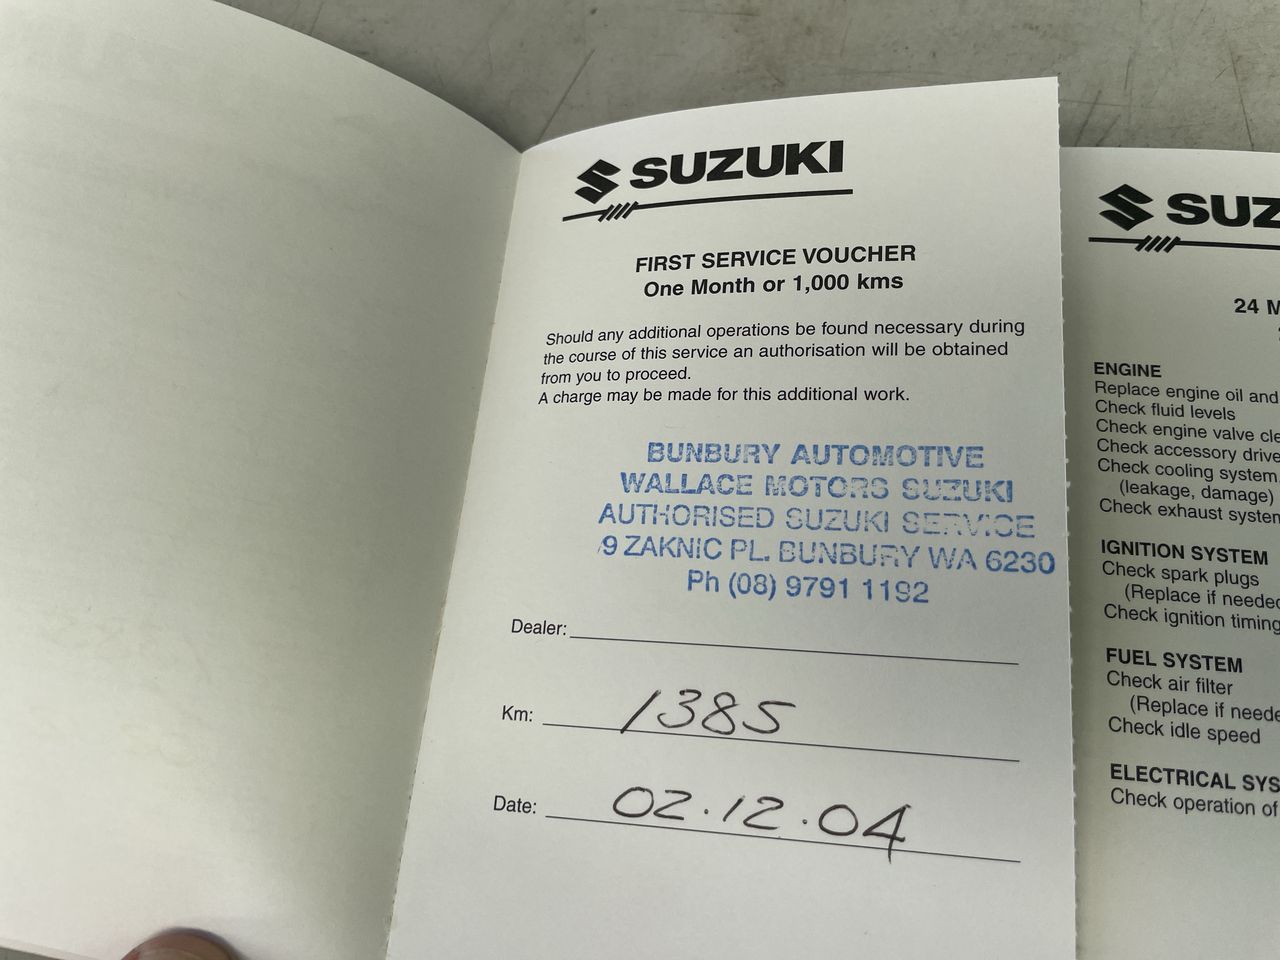 SUZUKI
FIRST SERVICE VOUCHER
One Month or 1,000 kms
Should any additional operations be found necessary during
the course of this service an authorisation will be obtained
from you to proceed.
A charge may be made for this additional work.
BUNBURY AUTOMOTIVE
WALLACE MOTORS SUZUKI
AUTHORISED SUZUKI SERVICE
9 ZAKNIC PL. BUNBURY WA 6230
Ph (08) 9791 1192
Dealer:
Km: 1385
Date: 02.12.04
SUZ
24 M
ENGINE
Replace engine oil and
Check fluid levels
Check engine valve cle
Check accessory drive
Check cooling system,
(leakage, damage)
Check exhaust system
IGNITION SYSTEM
Check spark plugs
(Replace if needed
Check ignition timing
FUEL SYSTEM
Check air filter
(Replace if neede
Check idle speed
ELECTRICAL SYS
Check operation of